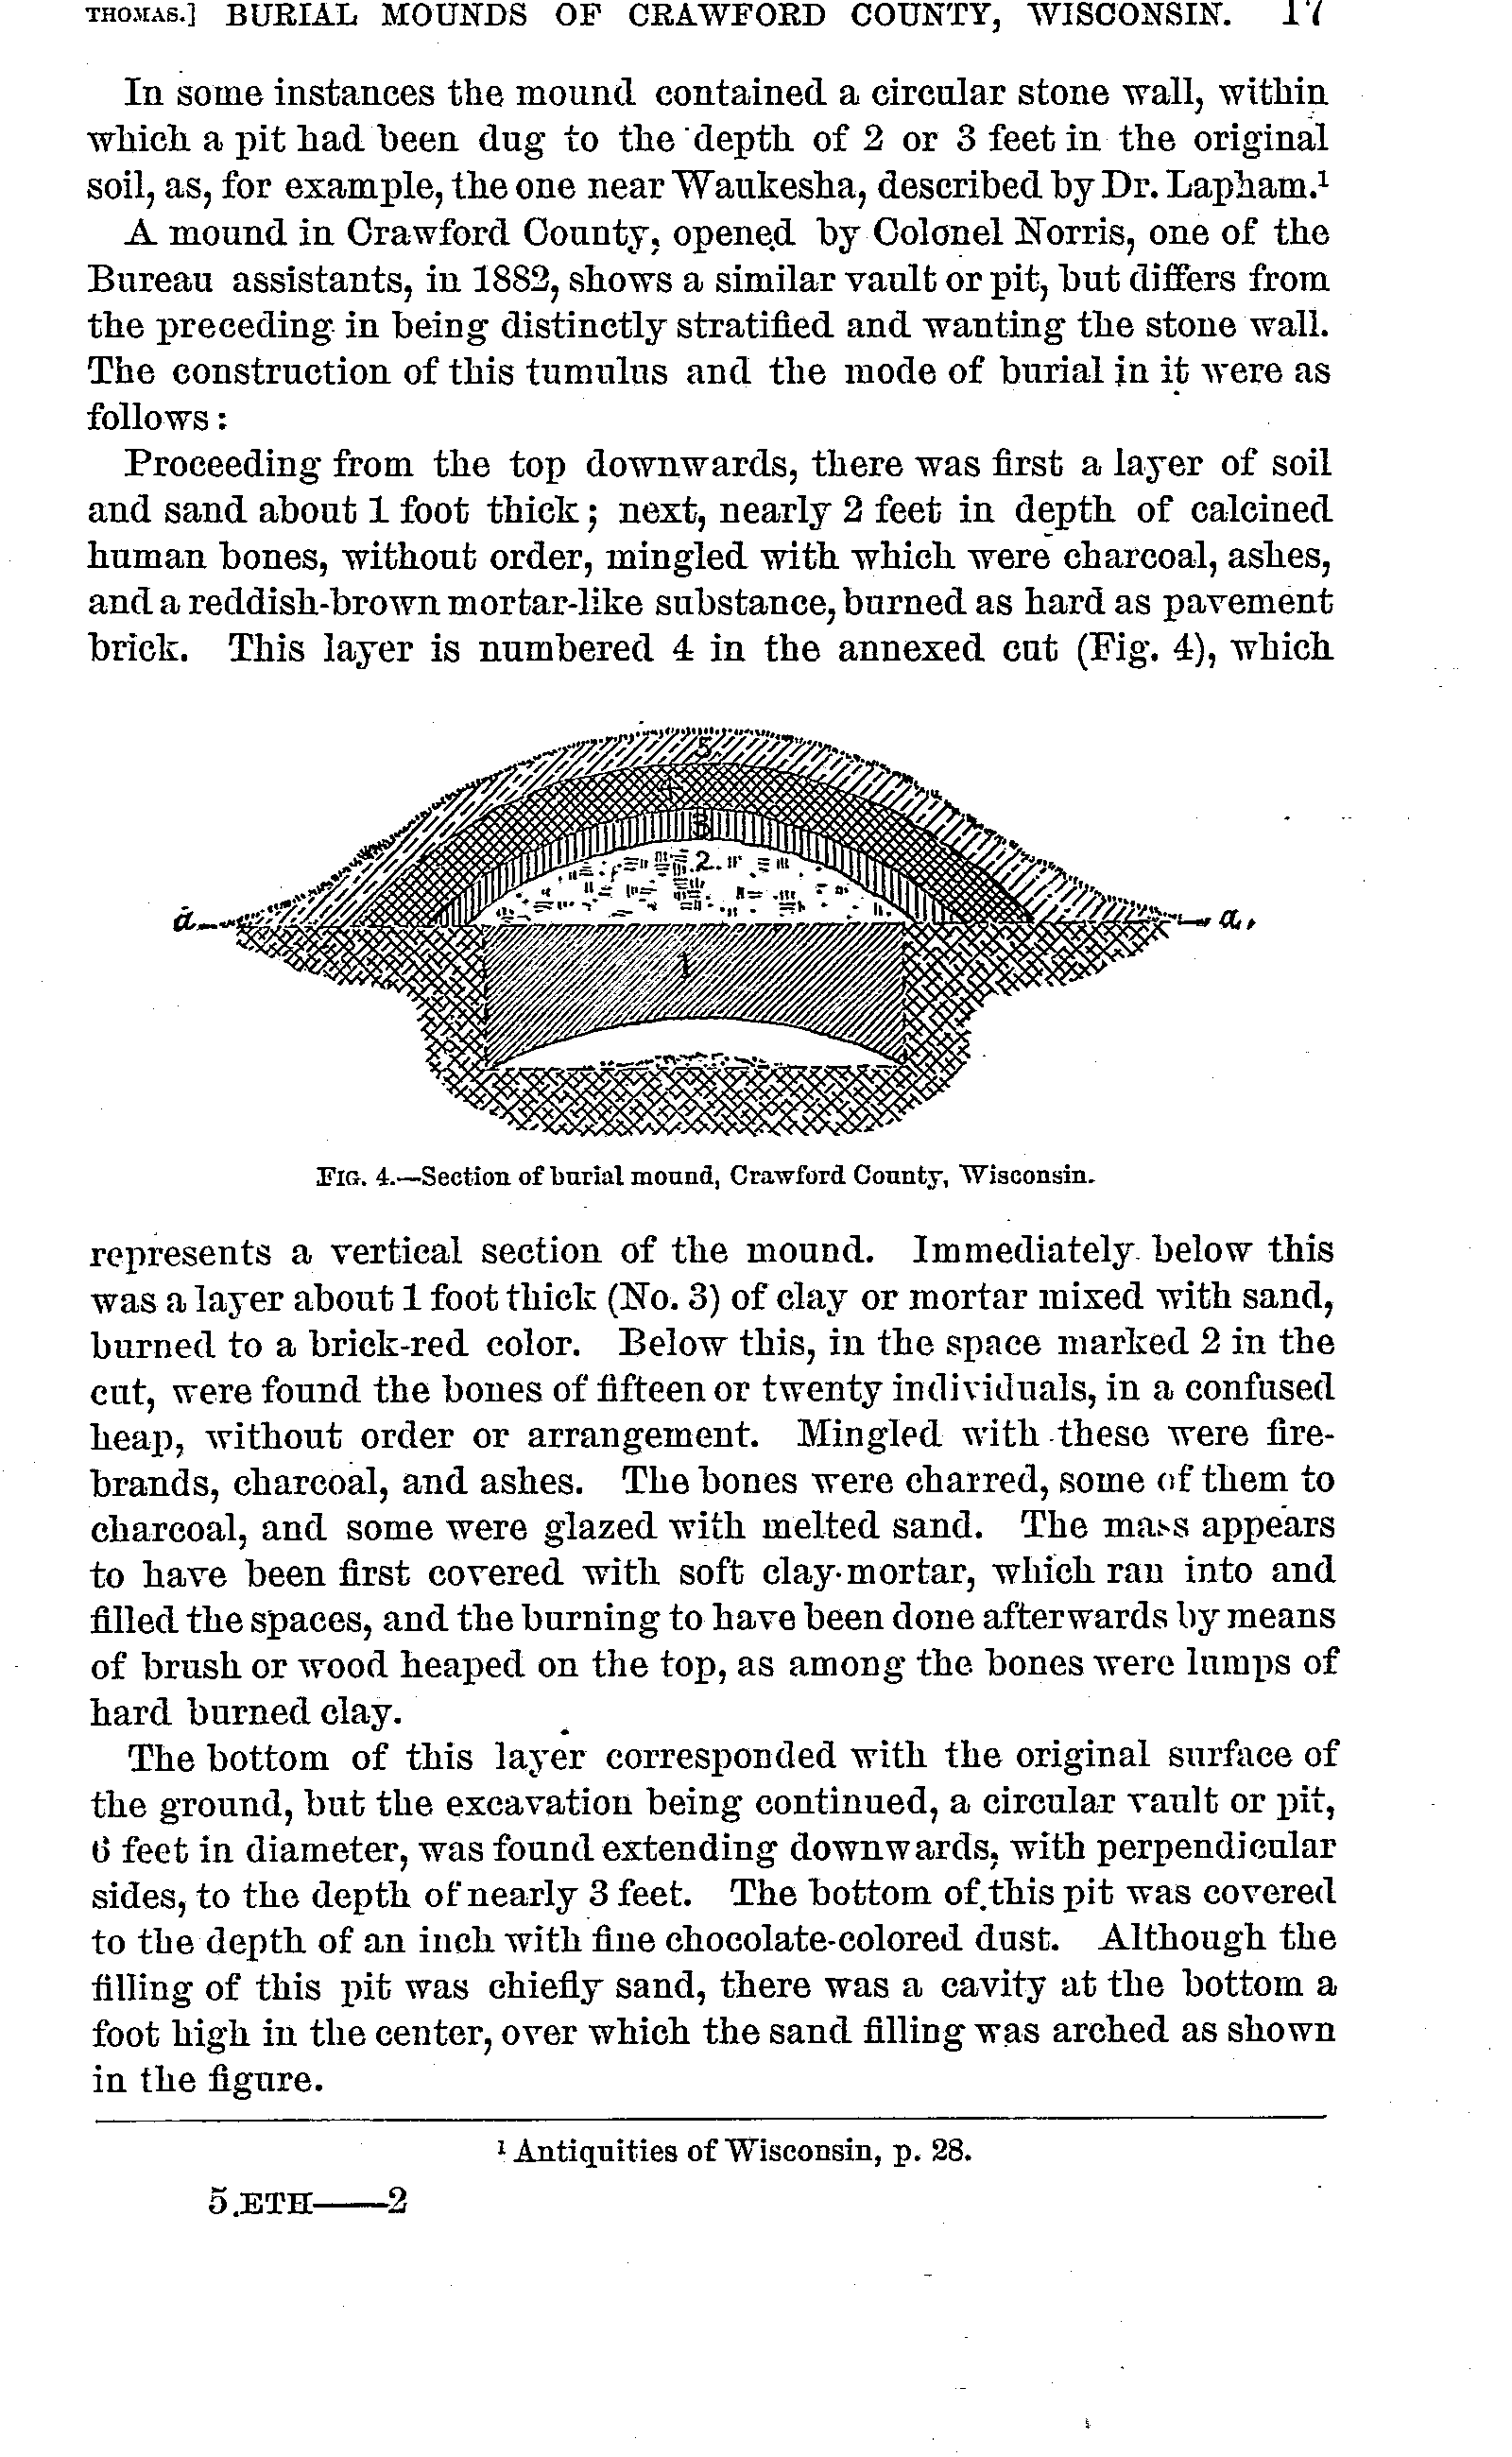 THOMAS.] BURIAL MOUNDS OF CRAWFORD COUNTY, WISCONSIN. 17
In some instances the mound contained a circular stone wall, within
which a pit had been dug to the depth of 2 or 3 feet in the original
soil, as, for example, the one near Waukesha, described by Dr. Lapham.¹
A mound in Crawford County, opened by Colonel Norris, one of the
Bureau assistants, in 1882, shows a similar vault or pit, but differs from
the preceding in being distinctly stratified and wanting the stone wall.
The construction of this tumulus and the mode of burial in it were as
follows:
Proceeding from the top downwards, there was first a layer of soil
and sand about 1 foot thick; next, nearly 2 feet in depth of calcined
human bones, without order, mingled with which were charcoal, ashes,
and a reddish-brown mortar-like substance, burned as hard as pavement
brick. This layer is numbered 4 in the annexed cut (Fig. 4), which
5
4
3
2
a a.
1
FIG. 4.—Section of burial mound, Crawford County, Wisconsin.
represents a vertical section of the mound. Immediately below this
was a layer about 1 foot thick (No. 3) of clay or mortar mixed with sand,
burned to a brick-red color. Below this, in the space marked 2 in the
cut, were found the bones of fifteen or twenty individuals, in a confused
heap, without order or arrangement. Mingled with these were fire-
brands, charcoal, and ashes. The bones were charred, some of them to
charcoal, and some were glazed with melted sand. The mass appears
to have been first covered with soft clay-mortar, which ran into and
filled the spaces, and the burning to have been done afterwards by means
of brush or wood heaped on the top, as among the bones were lumps of
hard burned clay.
The bottom of this layer corresponded with the original surface of
the ground, but the excavation being continued, a circular vault or pit,
6 feet in diameter, was found extending downwards, with perpendicular
sides, to the depth of nearly 3 feet. The bottom of this pit was covered
to the depth of an inch with fine chocolate-colored dust. Although the
filling of this pit was chiefly sand, there was a cavity at the bottom a
foot high in the center, over which the sand filling was arched as shown
in the figure.
¹ Antiquities of Wisconsin, p. 28.
5 ETH——2